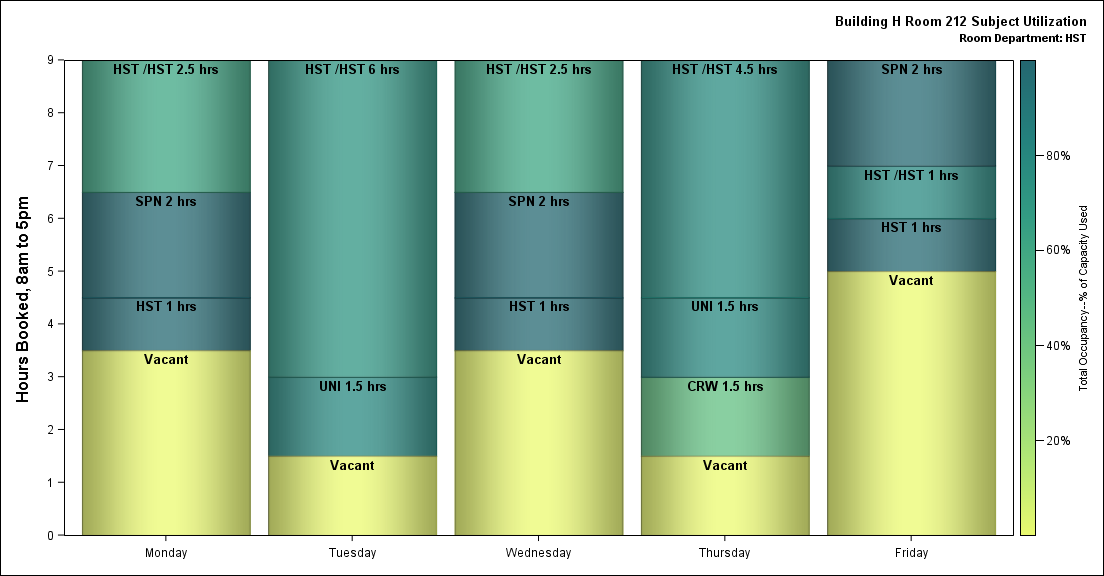 Building H Room 212 Subject Utilization
Room Department: HST
Hours Booked, 8am to 5pm
9
8
7
6
5
4
3
2
1
0
HST /HST 2.5 hrs
SPN 2 hrs
HST 1 hrs
Vacant
Monday
HST /HST 6 hrs
UNI 1.5 hrs
Vacant
Tuesday
HST /HST 2.5 hrs
SPN 2 hrs
HST 1 hrs
Vacant
Wednesday
HST /HST 4.5 hrs
UNI 1.5 hrs
CRW 1.5 hrs
Vacant
Thursday
SPN 2 hrs
HST /HST 1 hrs
HST 1 hrs
Vacant
Friday
80%
60%
40%
20%
Total Occupancy--% of Capacity Used